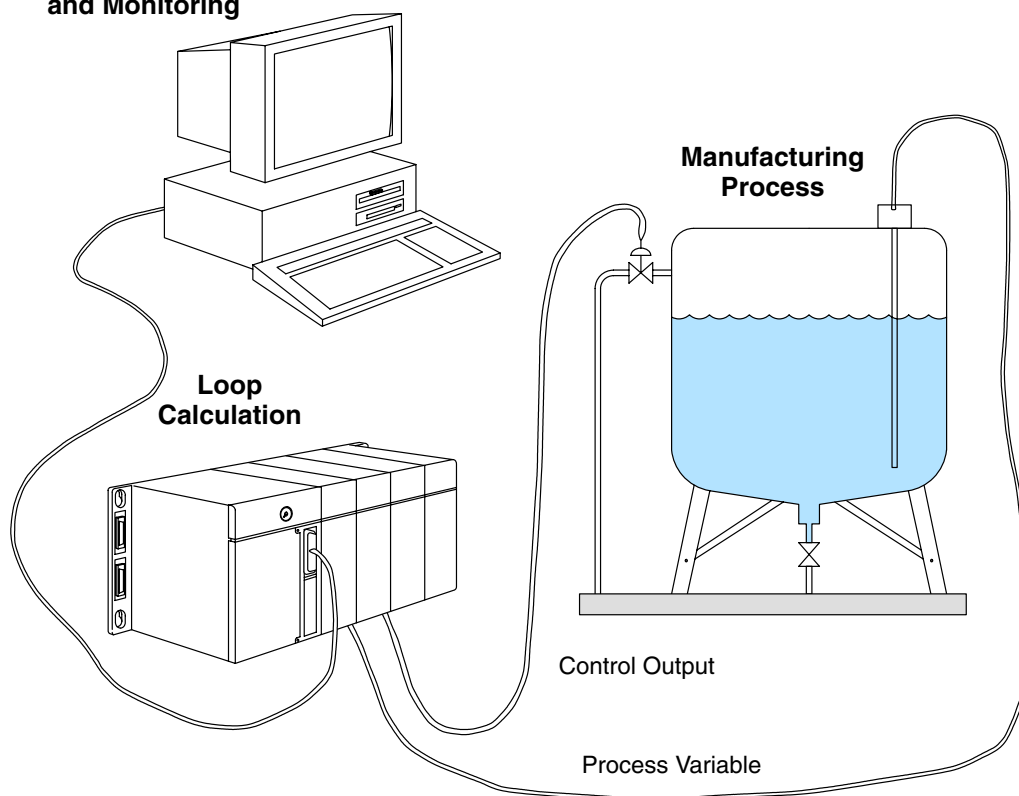 and Monitoring
Manufacturing
Process
Loop
Calculation
Control Output
Process Variable